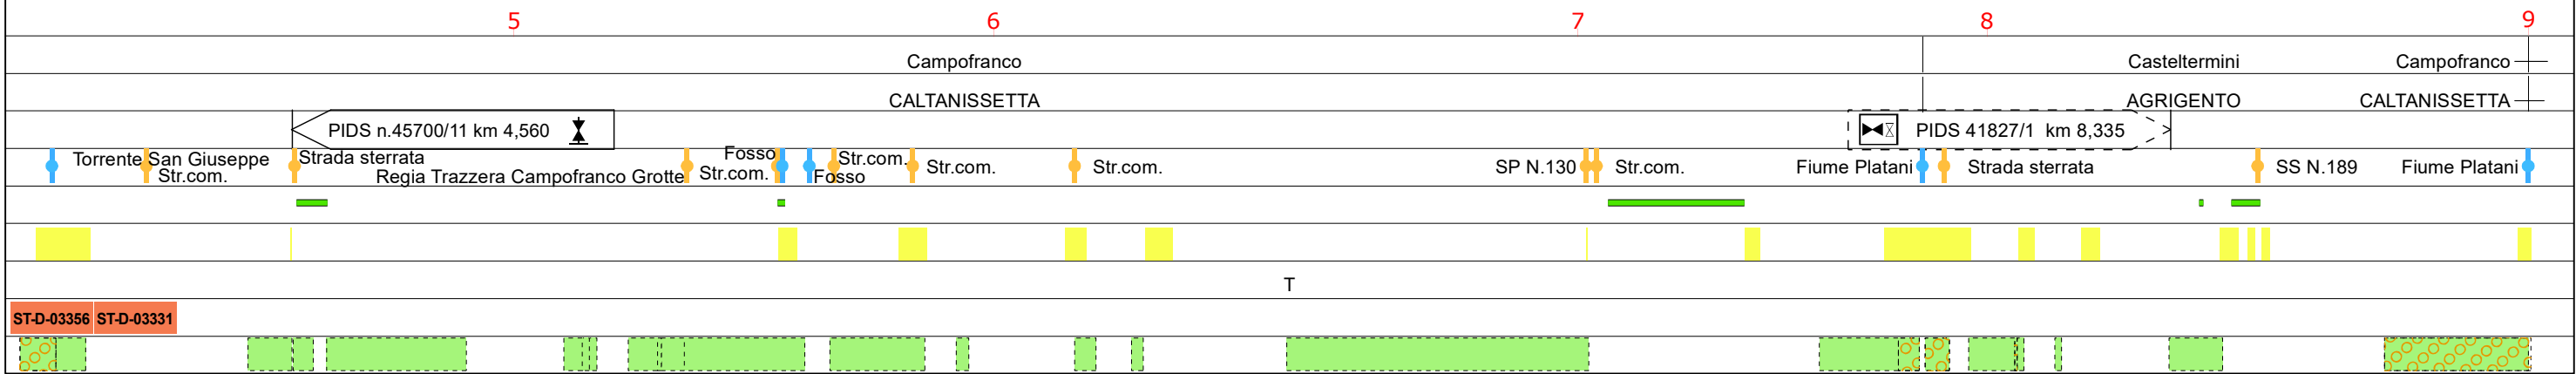 5 6 7 8 9
Campofranco Casteltermini Campofranco
CALTANISSETTA AGRIGENTO CALTANISSETTA
PIDS n.45700/11 km 4,560 PIDS 41827/1 km 8,335
Torrente San Giuseppe Strada sterrata Fosso Str.com. Str.com. Str.com. SP N.130 Str.com. Fiume Platani Strada sterrata SS N.189 Fiume Platani
Str.com. Regia Trazzera Campofranco Grotte Str.com. Fosso
T
ST-D-03356 ST-D-03331